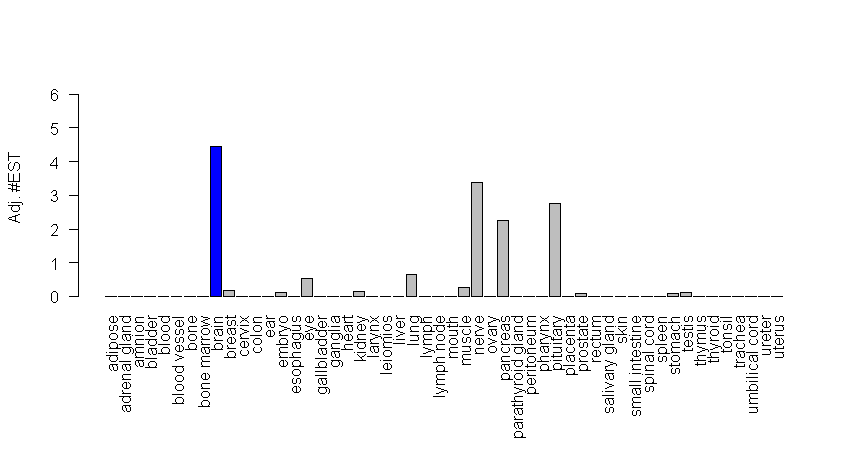 Adj. #EST
6
5
4
3
2
1
0
adipose
adrenal gland
amnion
bladder
blood
blood vessel
bone
bone marrow
brain
breast
cervix
colon
ear
embryo
esophagus
eye
gallbladder
ganglia
heart
kidney
larynx
leiomios
liver
lung
lymph
lymph node
mouth
muscle
nerve
ovary
pancreas
parathyroid gland
peritoneum
pharynx
pituitary
placenta
prostate
rectum
salivary gland
skin
small intestine
spinal cord
spleen
stomach
testis
thymus
thyroid
tonsil
trachea
umbilical cord
ureter
uterus